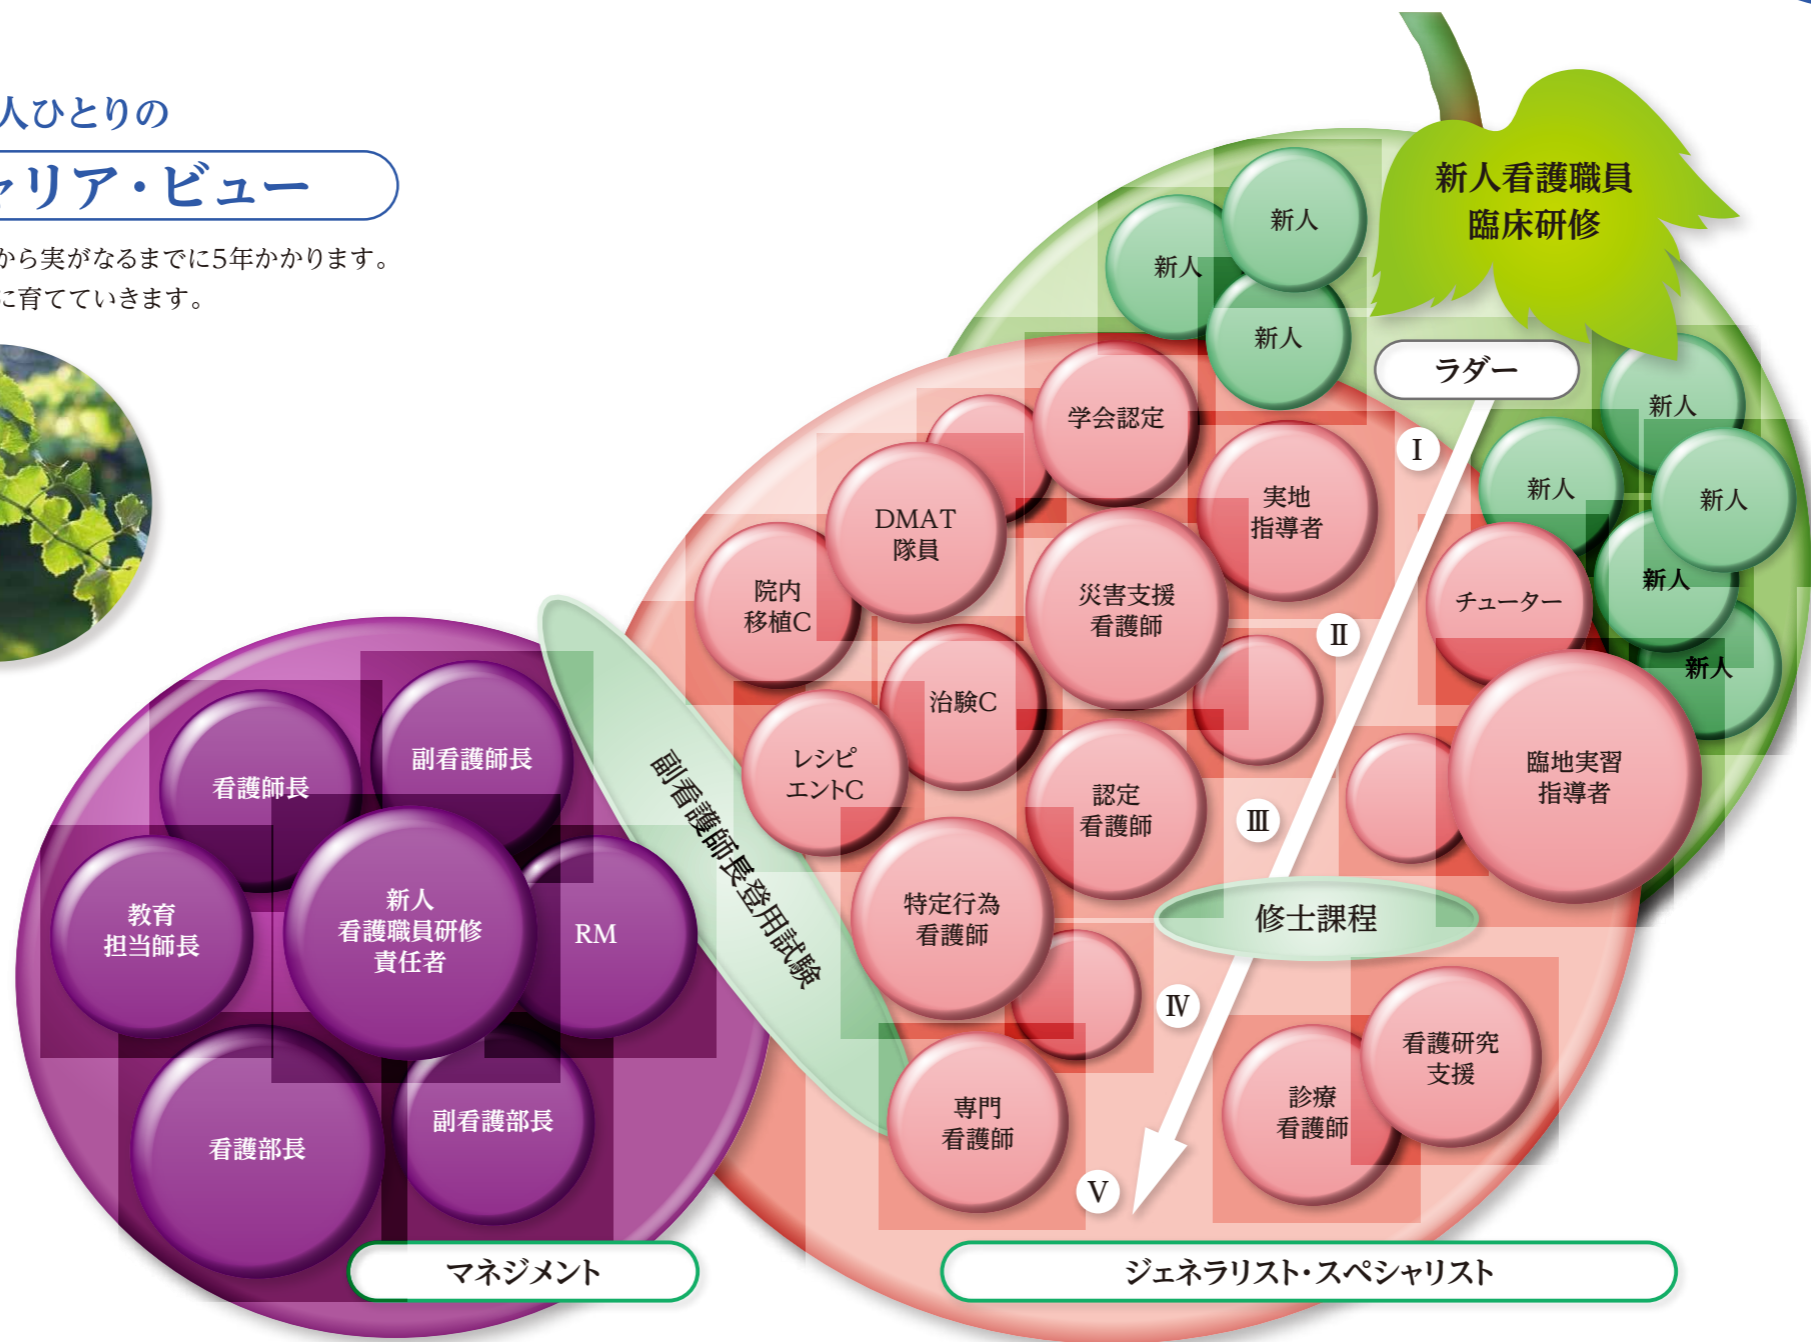 人ひとりの
ャリア・ビュー
から実がなるまでに5年かかります。
に育てていきます。
新人看護職員
臨床研修
新人
新人
新人
ラダー
新人
新人
新人
新人
新人
学会認定
DMAT
隊員
実地
指導者
院内
移植C
災害支援
看護師
チューター
治験C
レシピ
エントC
認定
看護師
臨地実習
指導者
特定行為
看護師
修士課程
専門
看護師
診療
看護師
看護研究
支援
I
II
III
IV
V
副看護師長登用試験
看護師長
副看護師長
教育
担当師長
新人
看護職員研修
責任者
RM
看護部長
副看護部長
マネジメント
ジェネラリスト・スペシャリスト